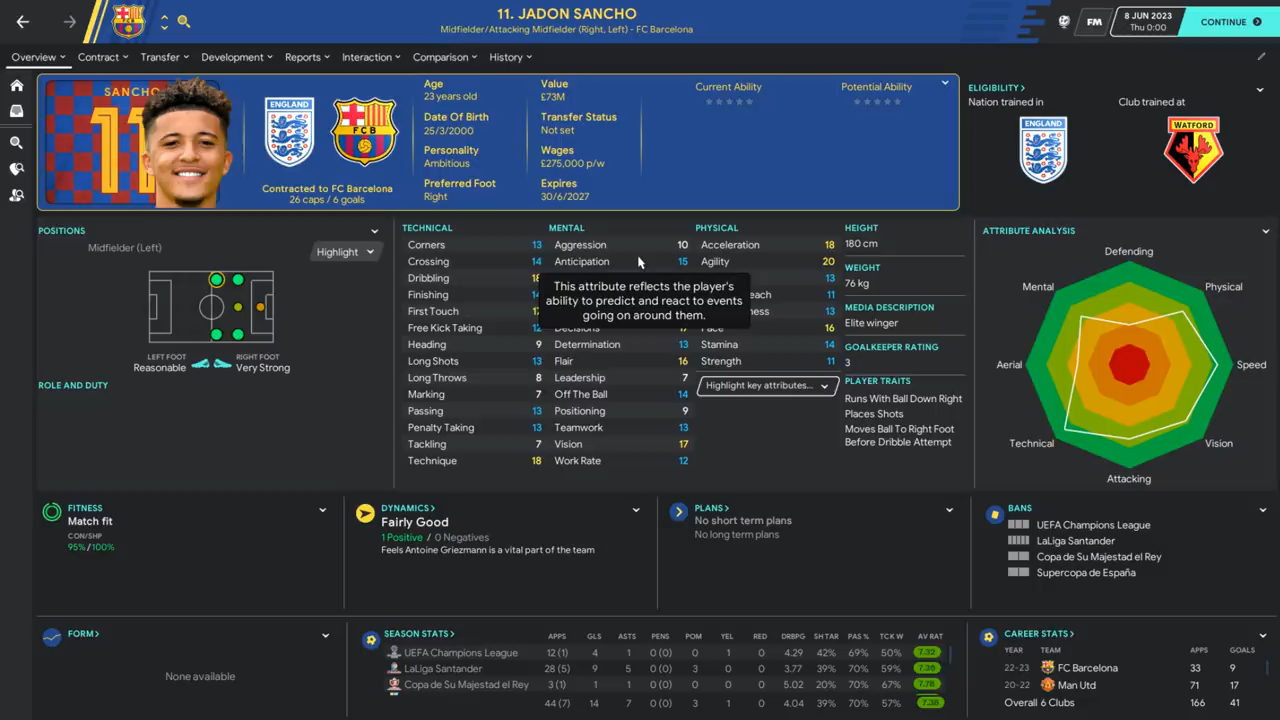 11. JADON SANCHO
Midfielder/Attacking Midfielder (Right, Left) - FC Barcelona
FM
8 JUN 2023
Thu 0:00
CONTINUE
Overview
Contract
Transfer
Development
Reports
Interaction
Comparison
History
SANCHO
11
ENGLAND
FCB
Contracted to FC Barcelona
26 caps / 6 goals
Age
23 years old
Date Of Birth
25/3/2000
Personality
Ambitious
Preferred Foot
Right
Value
£73M
Transfer Status
Not set
Wages
£275,000 p/w
Expires
30/6/2027
Current Ability
Potential Ability
ELIGIBILITY>
Nation trained in
Club trained at
ENGLAND
WATFORD
POSITIONS
Midfielder (Left)
Highlight
LEFT FOOT
Reasonable
RIGHT FOOT
Very Strong
ROLE AND DUTY
TECHNICAL
Corners 13
Crossing 14
Dribbling
Finishing
First Touch
Free Kick Taking
Heading 9
Long Shots 13
Long Throws 8
Marking 7
Passing 13
Penalty Taking 13
Tackling 7
Technique 18
MENTAL
Aggression 10
Anticipation 15
This attribute reflects the player's
ability to predict and react to events
going on around them.
Determination 13
Flair 16
Leadership 7
Off The Ball 14
Positioning 9
Teamwork 13
Vision 17
Work Rate 12
PHYSICAL
Acceleration 18
Agility 20
13
11
13
Pace 16
Stamina 14
Strength 11
Highlight key attributes...
HEIGHT
180 cm
WEIGHT
76 kg
MEDIA DESCRIPTION
Elite winger
GOALKEEPER RATING
3
PLAYER TRAITS
Runs With Ball Down Right
Places Shots
Moves Ball To Right Foot
Before Dribble Attempt
ATTRIBUTE ANALYSIS
Defending
Mental
Physical
Aerial
Speed
Technical
Vision
Attacking
FITNESS
Match fit
CON/SHP
95% /100%
DYNAMICS>
Fairly Good
1 Positive / 0 Negatives
Feels Antoine Griezmann is a vital part of the team
PLANS>
No short term plans
No long term plans
BANS
UEFA Champions League
LaLiga Santander
Copa de Su Majestad el Rey
Supercopa de España
FORM>
None available
SEASON STATS> APPS GLS ASTS PENS POM YEL RED DRBPG SH TAR PAS % TCK W AV RAT
UEFA Champions League 12 (1) 4 1 0 (0) 0 1 0 4.29 42% 69% 50% 7.32
LaLiga Santander 28 (5) 9 5 0 (0) 3 0 0 3.77 39% 70% 59% 7.36
Copa de Su Majestad el Rey 3 (1) 1 1 0 (0) 0 0 0 5.02 20% 70% 67% 7.78
44 (7) 14 7 0 (0) 3 1 0 4.04 39% 70% 57% 7.38
CAREER STATS>
YEAR TEAM APPS GOALS
22-23 FC Barcelona 33 9
20-22 Man Utd 71 17
Overall 6 Clubs 166 41